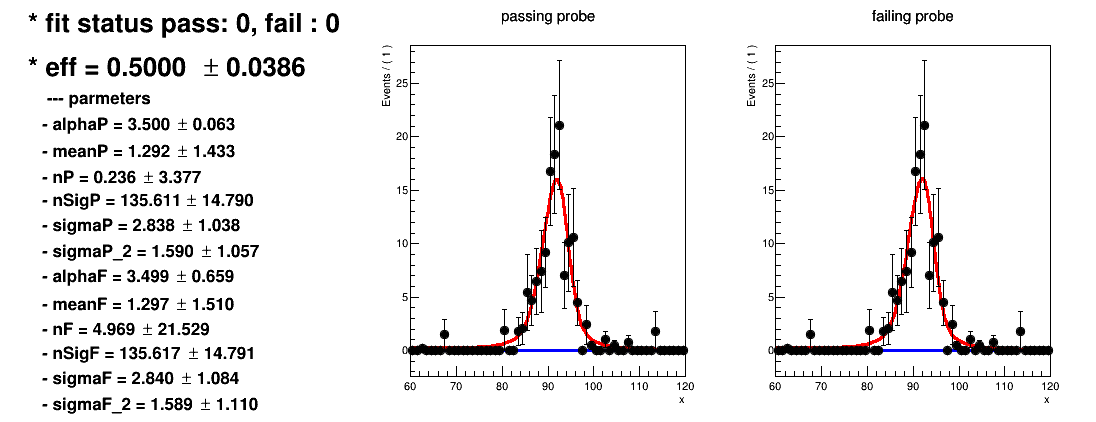 * fit status pass: 0, fail : 0
* eff = 0.5000 ± 0.0386
--- parmeters
- alphaP = 3.500 ± 0.063
- meanP = 1.292 ± 1.433
- nP = 0.236 ± 3.377
- nSigP = 135.611 ± 14.790
- sigmaP = 2.838 ± 1.038
- sigmaP_2 = 1.590 ± 1.057
- alphaF = 3.499 ± 0.659
- meanF = 1.297 ± 1.510
- nF = 4.969 ± 21.529
- nSigF = 135.617 ± 14.791
- sigmaF = 2.840 ± 1.084
- sigmaF_2 = 1.589 ± 1.110
passing probe
Events / ( 1 )
25
20
15
10
5
0
60 70 80 90 100 110 120
x
failing probe
Events / ( 1 )
25
20
15
10
5
0
60 70 80 90 100 110 120
x